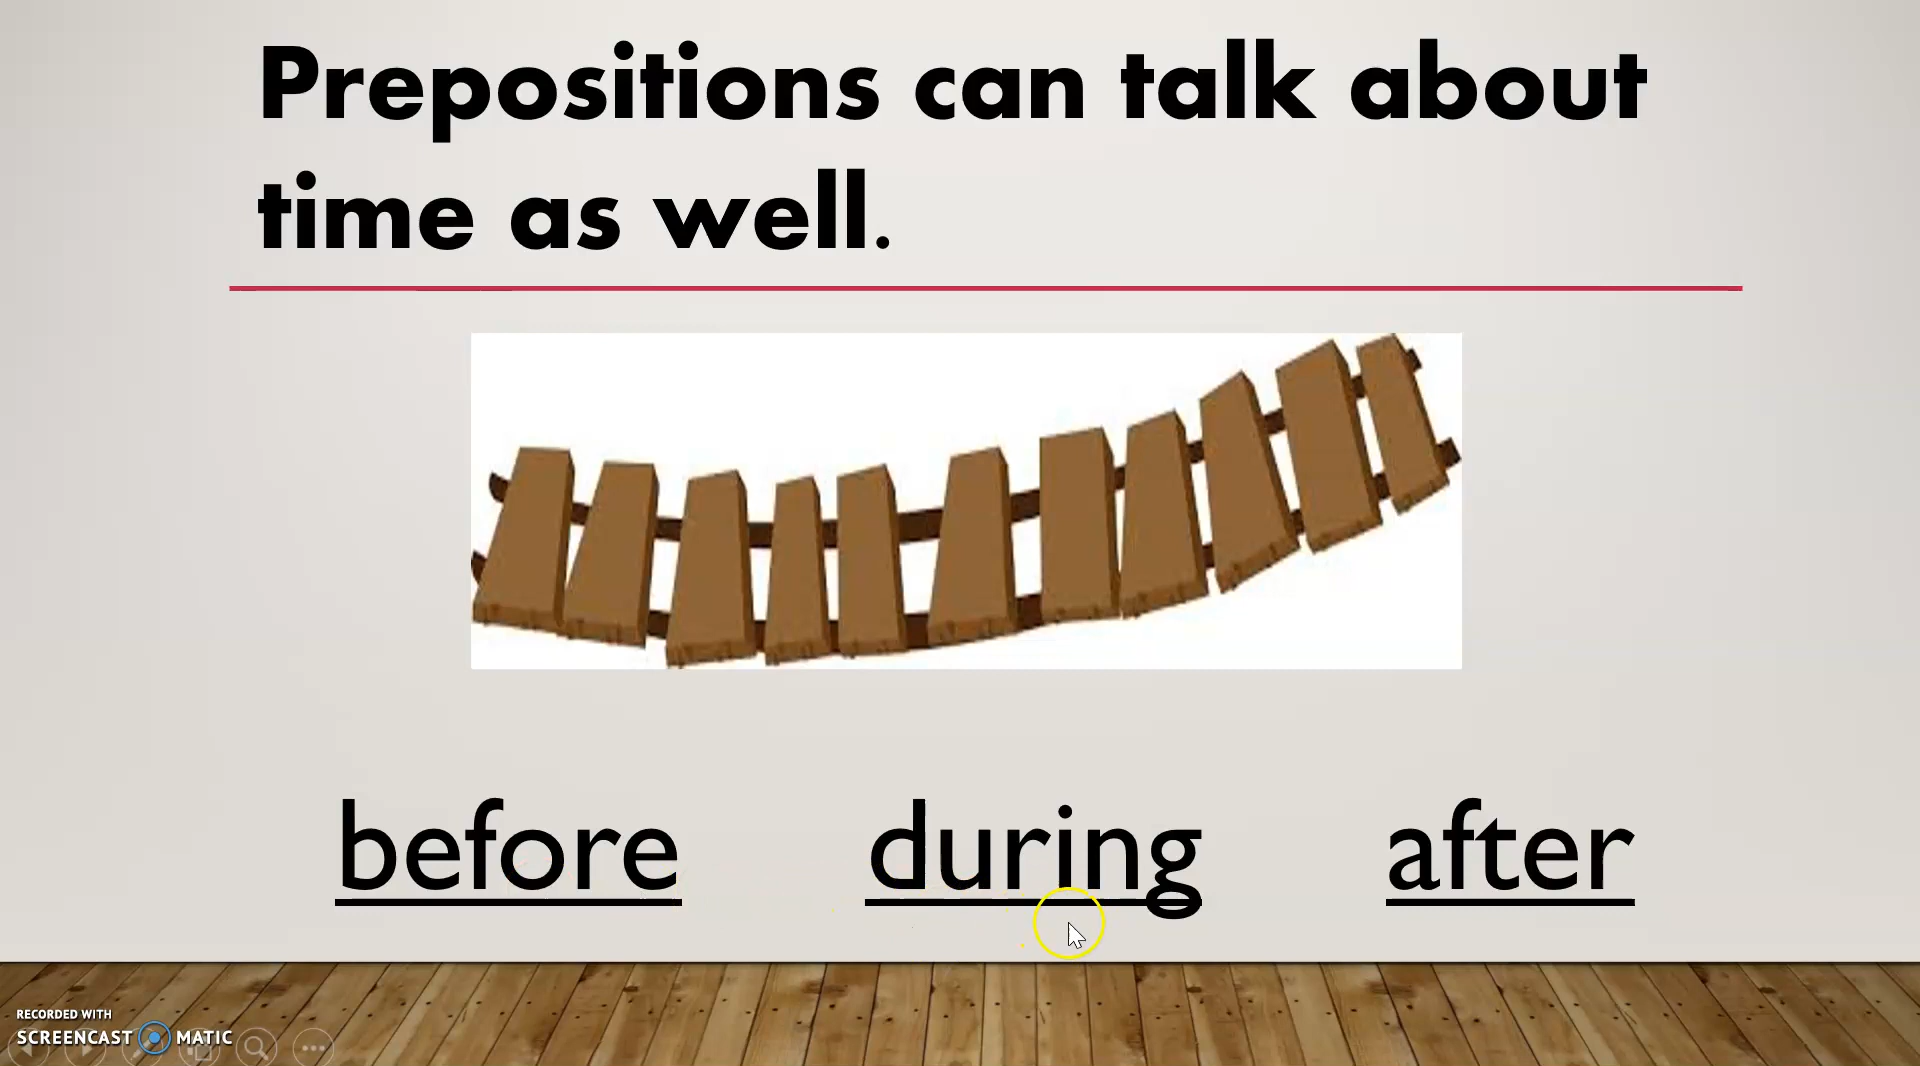 Prepositions can talk about
time as well.
before during after
RECORDED WITH
SCREENCAST MATIC